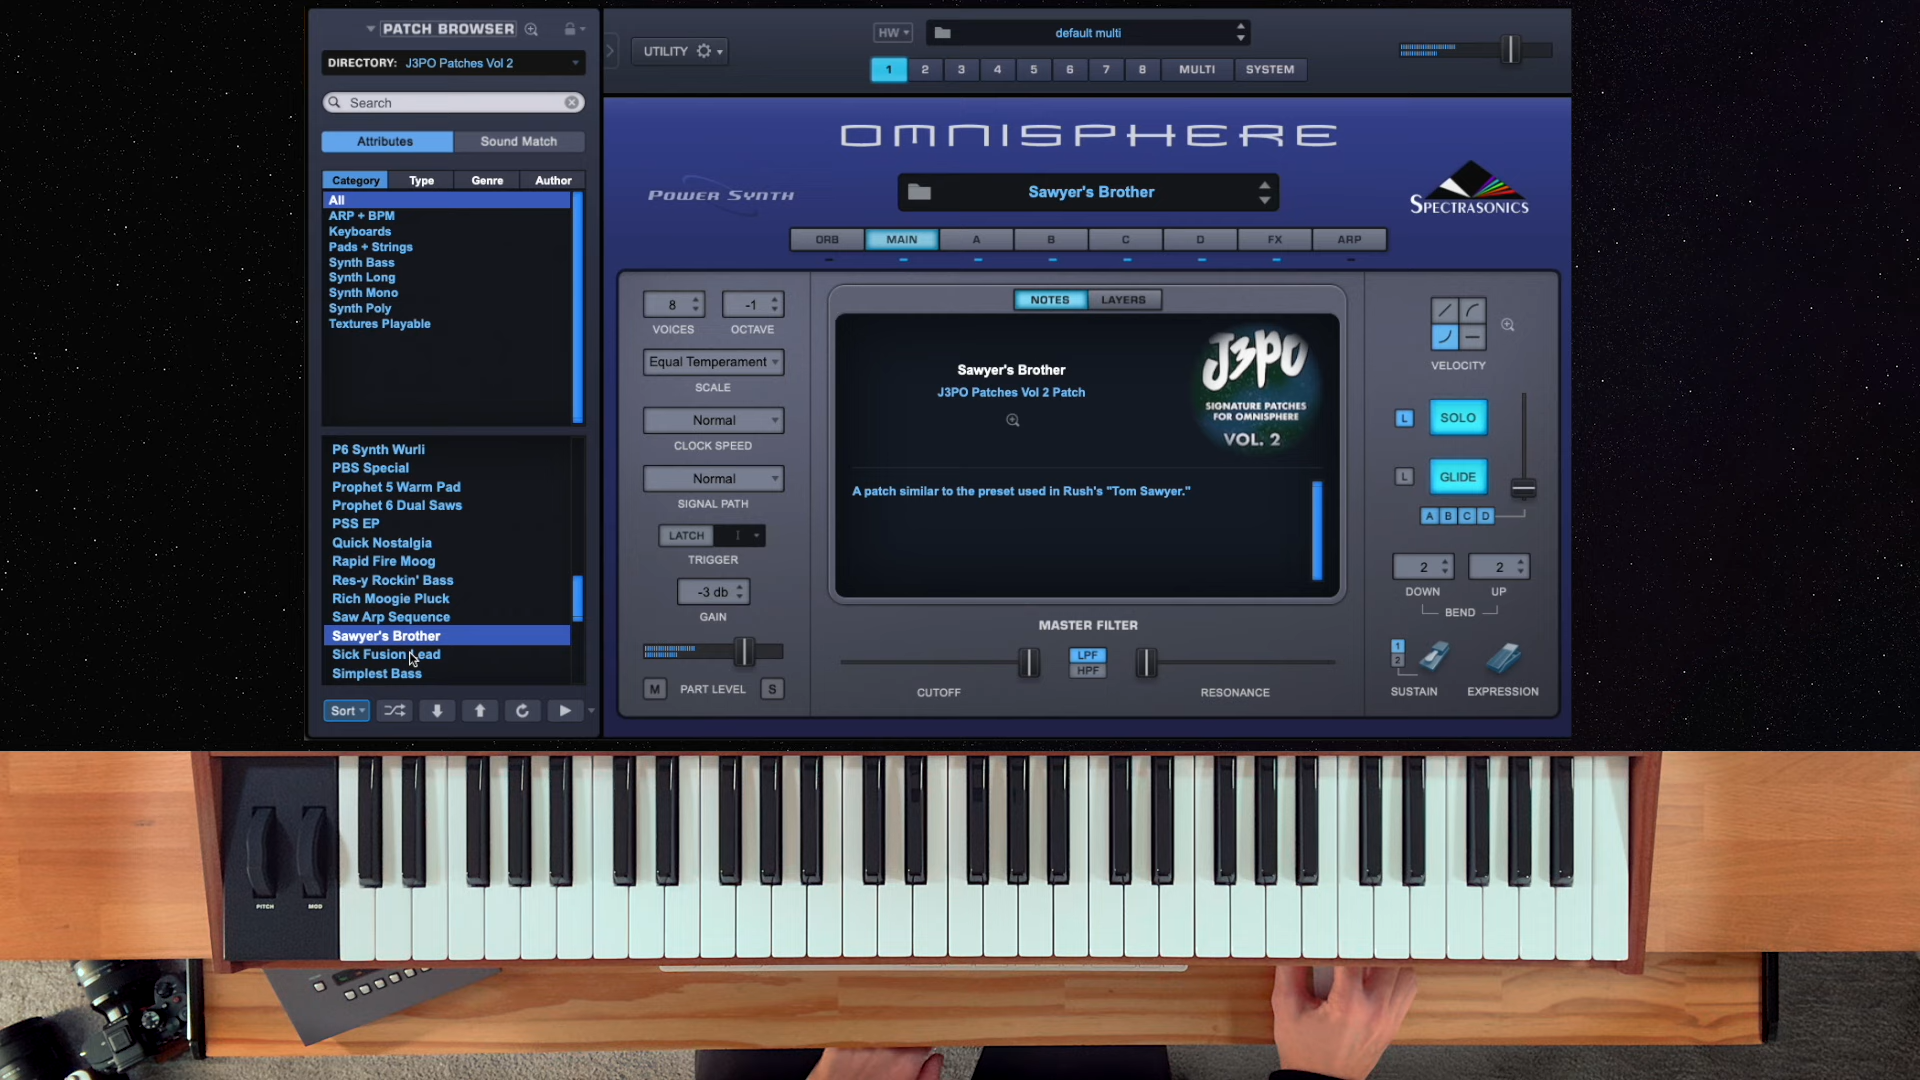 PATCH BROWSER
DIRECTORY: J3PO Patches Vol 2
Search
Attributes
Sound Match
Category
Type
Genre
Author
All
ARP + BPM
Keyboards
Pads + Strings
Synth Bass
Synth Long
Synth Mono
Synth Poly
Textures Playable
P6 Synth Wurli
PBS Special
Prophet 5 Warm Pad
Prophet 6 Dual Saws
PSS EP
Quick Nostalgia
Rapid Fire Moog
Res-y Rockin' Bass
Rich Moogie Pluck
Saw Arp Sequence
Sawyer's Brother
Sick Fusion Lead
Simplest Bass
Sort
UTILITY
HW
default multi
1 2 3 4 5 6 7 8 MULTI SYSTEM
OMNISPHERE
POWER SYNTH
Sawyer's Brother
SPECTRASONICS
ORB MAIN A B C D FX ARP
8
VOICES
-1
OCTAVE
Equal Temperament
SCALE
Normal
CLOCK SPEED
Normal
SIGNAL PATH
LATCH
TRIGGER
-3 db
GAIN
M PART LEVEL S
NOTES LAYERS
Sawyer's Brother
J3PO Patches Vol 2 Patch
J3PO
SIGNATURE PATCHES
FOR OMNISPHERE
VOL. 2
A patch similar to the preset used in Rush's "Tom Sawyer."
MASTER FILTER
LPF
HPF
CUTOFF
RESONANCE
VELOCITY
L SOLO
L GLIDE
A B C D
2
DOWN
2
UP
BEND
1
2
SUSTAIN
EXPRESSION
PITCH
MOD